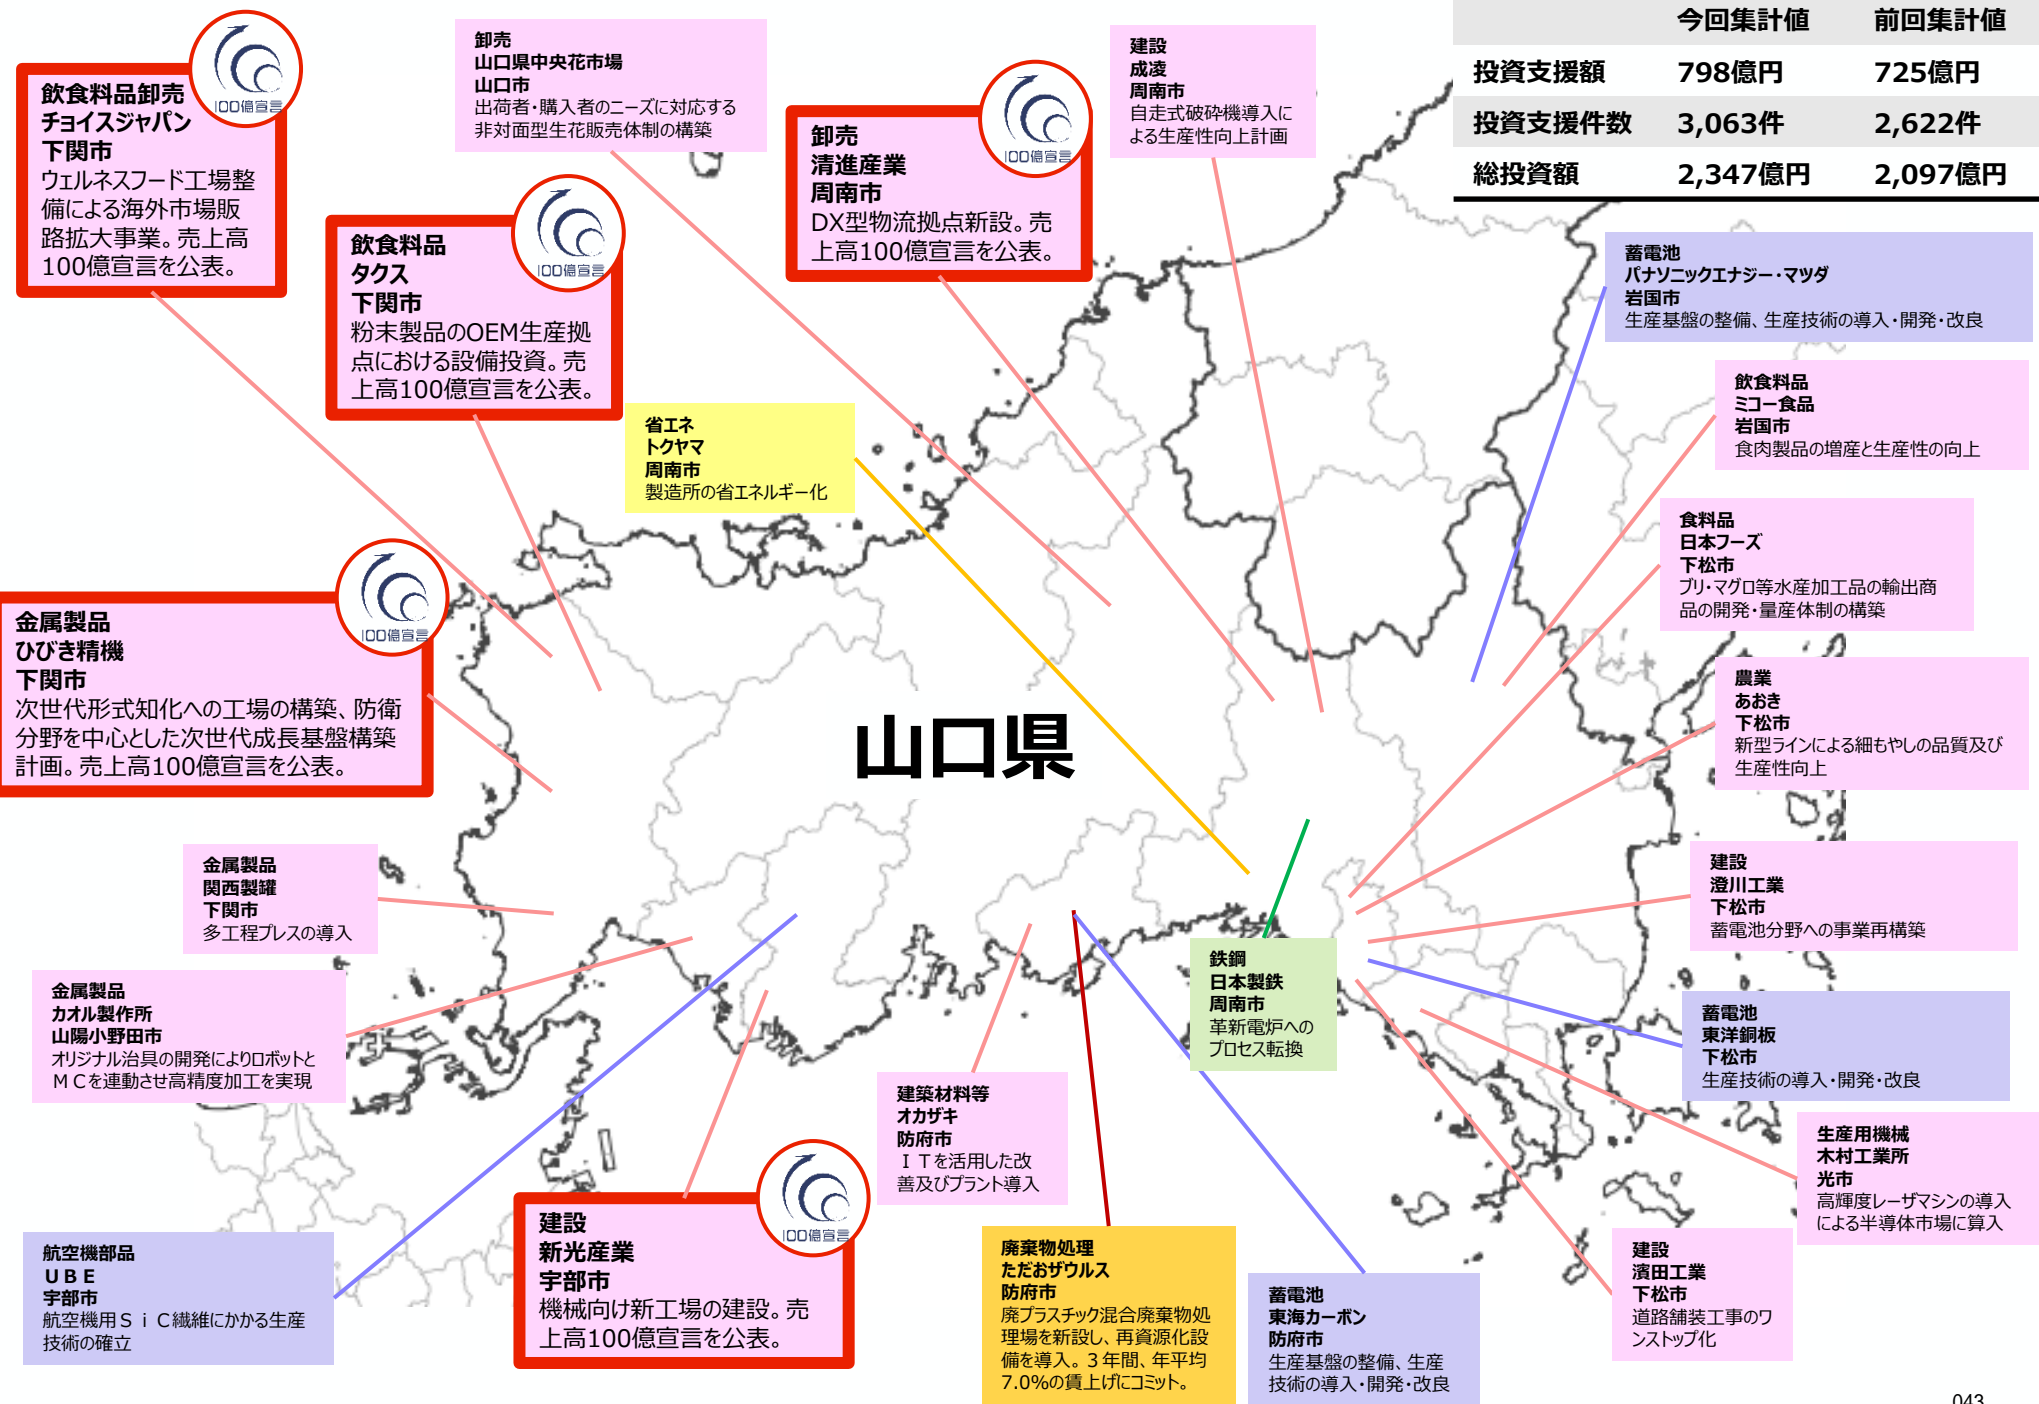 今回集計値 前回集計値
投資支援額 798億円 725億円
投資支援件数 3,063件 2,622件
総投資額 2,347億円 2,097億円
飲食料品卸売
チョイスジャパン
下関市
ウェルネスフード工場整
備による海外市場販
路拡大事業。売上高
100億宣言を公表。
100億宣言
卸売
山口県中央花市場
山口市
出荷者・購入者のニーズに対応する
非対面型生花販売体制の構築
飲食料品
タクス
下関市
粉末製品のOEM生産拠
点における設備投資。売
上高100億宣言を公表。
100億宣言
卸売
清進産業
周南市
DX型物流拠点新設。売
上高100億宣言を公表。
100億宣言
建設
成凌
周南市
自走式破砕機導入に
よる生産性向上計画
蓄電池
パナソニックエナジー・マツダ
岩国市
生産基盤の整備、生産技術の導入・開発・改良
飲食料品
ミコー食品
岩国市
食肉製品の増産と生産性の向上
省エネ
トクヤマ
周南市
製造所の省エネルギー化
食料品
日本フーズ
下松市
ブリ・マグロ等水産加工品の輸出商
品の開発・量産体制の構築
金属製品
ひびき精機
下関市
次世代形式知化への工場の構築、防衛
分野を中心とした次世代成長基盤構築
計画。売上高100億宣言を公表。
100億宣言
農業
あおき
下松市
新型ラインによる細もやしの品質及び
生産性向上
山口県
金属製品
関西製罐
下関市
多工程プレスの導入
建設
澄川工業
下松市
蓄電池分野への事業再構築
金属製品
カオル製作所
山陽小野田市
オリジナル治具の開発によりロボットと
ＭＣを連動させ高精度加工を実現
鉄鋼
日本製鉄
周南市
革新電炉への
プロセス転換
蓄電池
東洋鋼板
下松市
生産技術の導入・開発・改良
建築材料等
オカザキ
防府市
ＩＴを活用した改
善及びプラント導入
生産用機械
木村工業所
光市
高輝度レーザマシンの導入
による半導体市場に算入
航空機部品
ＵＢＥ
宇部市
航空機用ＳｉＣ繊維にかかる生産
技術の確立
建設
新光産業
宇部市
機械向け新工場の建設。売
上高100億宣言を公表。
100億宣言
廃棄物処理
ただおザウルス
防府市
廃プラスチック混合廃棄物処
理場を新設し、再資源化設
備を導入。３年間、年平均
7.0%の賃上げにコミット。
蓄電池
東海カーボン
防府市
生産基盤の整備、生産
技術の導入・開発・改良
建設
濱田工業
下松市
道路舗装工事のワ
ンストップ化
043